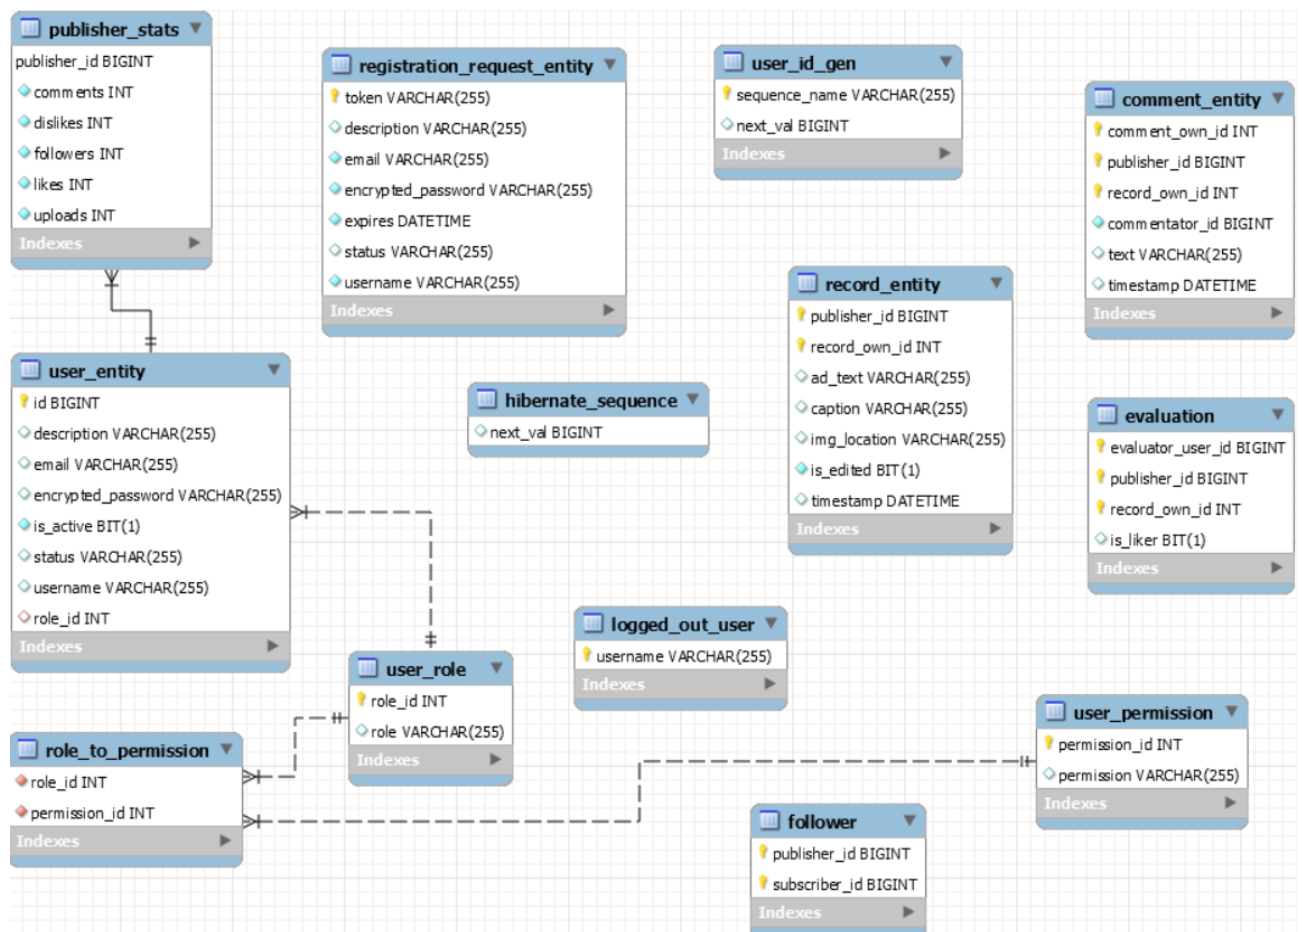 publisher_stats
publisher_id BIGINT
comments INT
dislikes INT
followers INT
likes INT
uploads INT
Indexes
registration_request_entity
token VARCHAR(255)
description VARCHAR(255)
email VARCHAR(255)
encrypted_password VARCHAR(255)
expires DATETIME
status VARCHAR(255)
username VARCHAR(255)
Indexes
user_id_gen
sequence_name VARCHAR(255)
next_val BIGINT
Indexes
comment_entity
comment_own_id INT
publisher_id BIGINT
record_own_id INT
commentator_id BIGINT
text VARCHAR(255)
timestamp DATETIME
Indexes
record_entity
publisher_id BIGINT
record_own_id INT
ad_text VARCHAR(255)
caption VARCHAR(255)
img_location VARCHAR(255)
is_edited BIT(1)
timestamp DATETIME
Indexes
user_entity
id BIGINT
description VARCHAR(255)
email VARCHAR(255)
encrypted_password VARCHAR(255)
is_active BIT(1)
status VARCHAR(255)
username VARCHAR(255)
role_id INT
Indexes
hibernate_sequence
next_val BIGINT
evaluation
evaluator_user_id BIGINT
publisher_id BIGINT
record_own_id INT
is_liker BIT(1)
Indexes
logged_out_user
username VARCHAR(255)
Indexes
user_role
role_id INT
role VARCHAR(255)
Indexes
user_permission
permission_id INT
permission VARCHAR(255)
Indexes
role_to_permission
role_id INT
permission_id INT
Indexes
follower
publisher_id BIGINT
subscriber_id BIGINT
Indexes